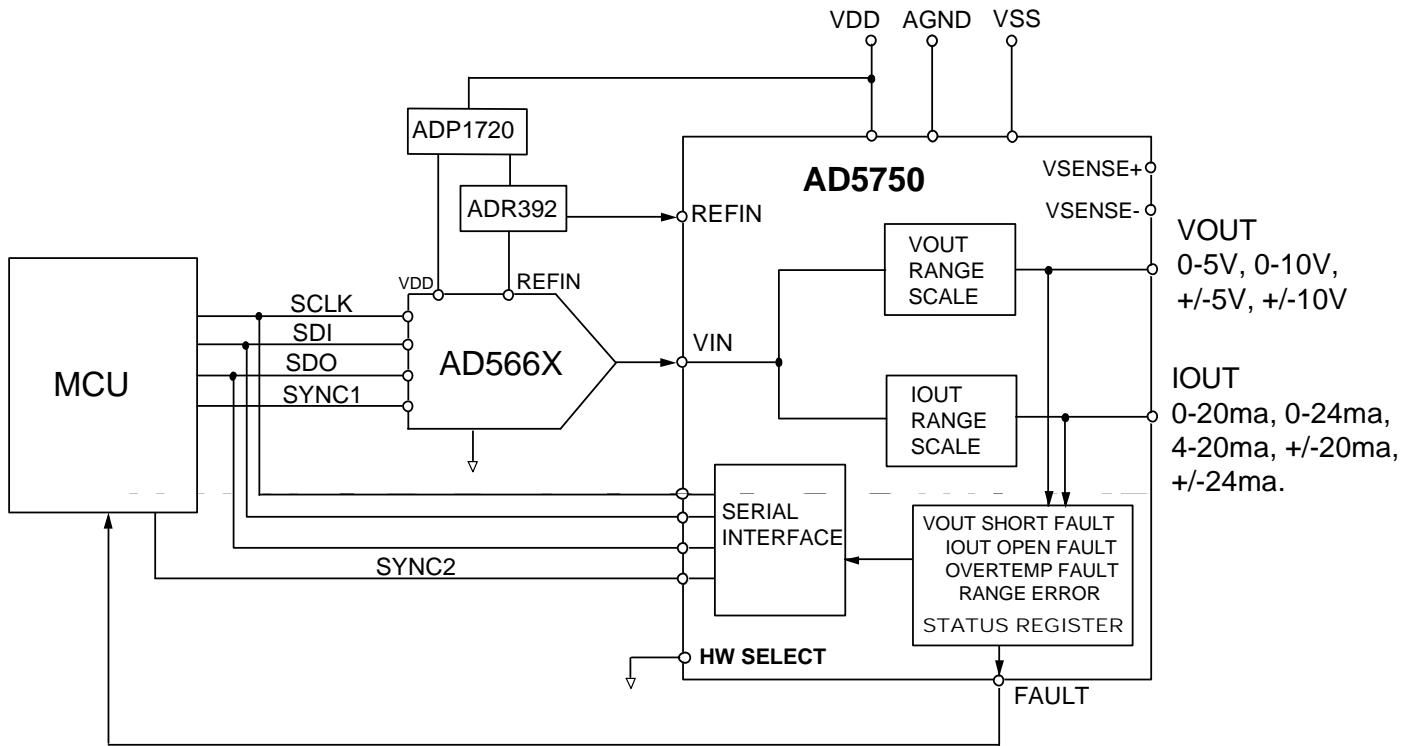 VDD AGND VSS
ADP1720
AD5750
VSENSE+
ADR392
REFIN
VSENSE-
VOUT
0-5V, 0-10V,
+/-5V, +/-10V
VOUT
RANGE
SCALE
VDD REFIN
SCLK
SDI
SDO
SYNC1
MCU
AD566X
VIN
IOUT
RANGE
SCALE
IOUT
0-20ma, 0-24ma,
4-20ma, +/-20ma,
+/-24ma.
SERIAL
INTERFACE
VOUT SHORT FAULT
IOUT OPEN FAULT
OVERTEMP FAULT
RANGE ERROR
STATUS REGISTER
SYNC2
HW SELECT
FAULT